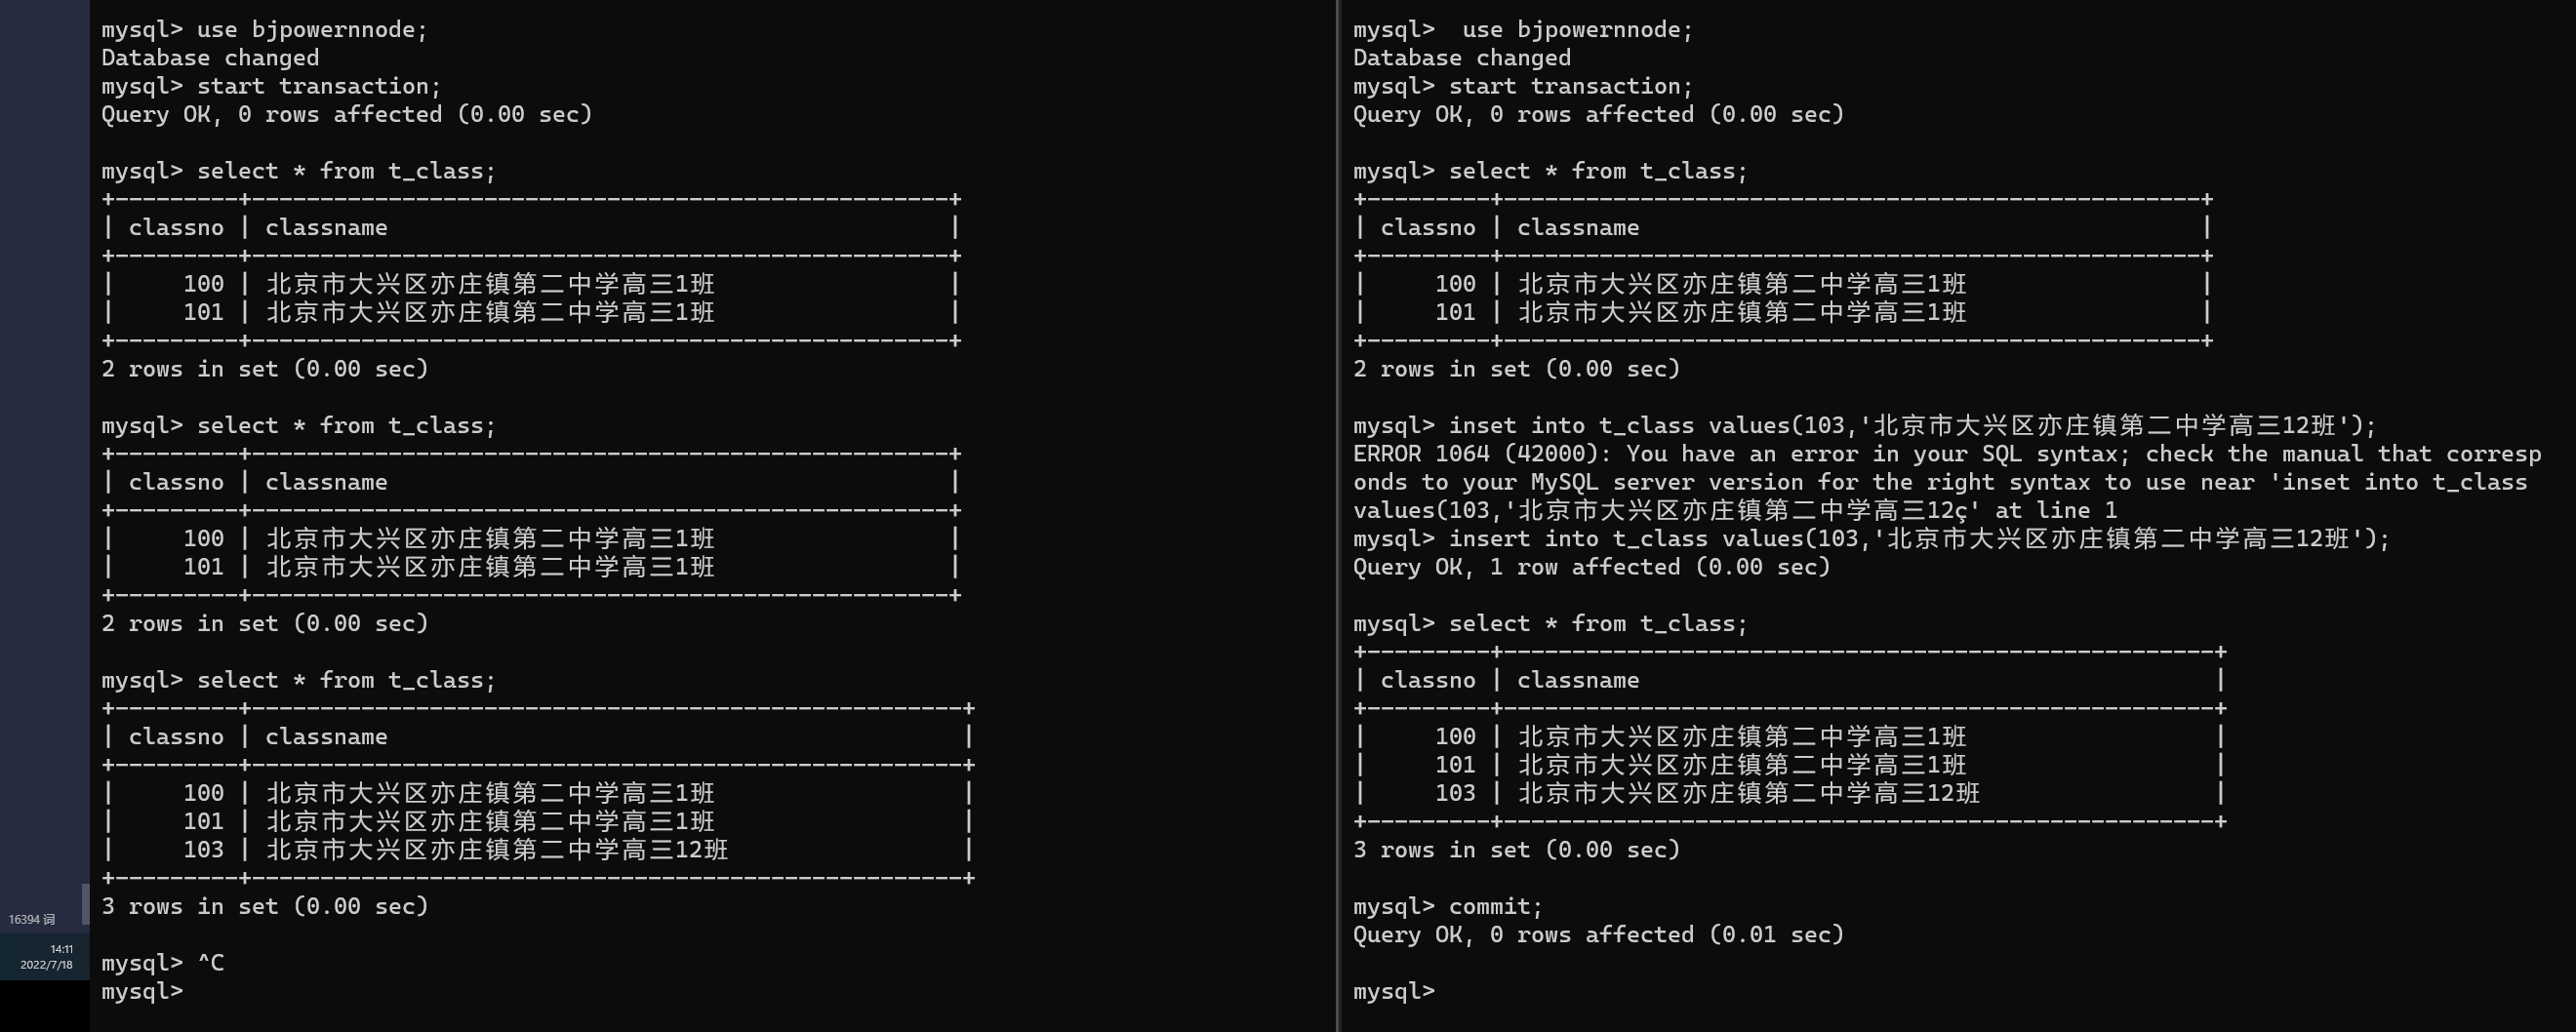 mysql> use bjpowernnode;
Database changed
mysql> start transaction;
Query OK, 0 rows affected (0.00 sec)
mysql> select * from t_class;
+---------+----------------------------------------------------+
| classno | classname                                          |
+---------+----------------------------------------------------+
|     100 | 北京市大兴区亦庄镇第二中学高三1班                  |
|     101 | 北京市大兴区亦庄镇第二中学高三1班                  |
+---------+----------------------------------------------------+
2 rows in set (0.00 sec)
mysql> select * from t_class;
+---------+----------------------------------------------------+
| classno | classname                                          |
+---------+----------------------------------------------------+
|     100 | 北京市大兴区亦庄镇第二中学高三1班                  |
|     101 | 北京市大兴区亦庄镇第二中学高三1班                  |
+---------+----------------------------------------------------+
2 rows in set (0.00 sec)
mysql> select * from t_class;
+---------+-----------------------------------------------------+
| classno | classname                                           |
+---------+-----------------------------------------------------+
|     100 | 北京市大兴区亦庄镇第二中学高三1班                   |
|     101 | 北京市大兴区亦庄镇第二中学高三1班                   |
|     103 | 北京市大兴区亦庄镇第二中学高三12班                  |
+---------+-----------------------------------------------------+
3 rows in set (0.00 sec)
mysql> ^C
mysql>
16394 词
14:11
2022/7/18
mysql>  use bjpowernnode;
Database changed
mysql> start transaction;
Query OK, 0 rows affected (0.00 sec)
mysql> select * from t_class;
+---------+----------------------------------------------------+
| classno | classname                                          |
+---------+----------------------------------------------------+
|     100 | 北京市大兴区亦庄镇第二中学高三1班                  |
|     101 | 北京市大兴区亦庄镇第二中学高三1班                  |
+---------+----------------------------------------------------+
2 rows in set (0.00 sec)
mysql> inset into t_class values(103,'北京市大兴区亦庄镇第二中学高三12班');
ERROR 1064 (42000): You have an error in your SQL syntax; check the manual that corresp
onds to your MySQL server version for the right syntax to use near 'inset into t_class
values(103,'北京市大兴区亦庄镇第二中学高三12ç' at line 1
mysql> insert into t_class values(103,'北京市大兴区亦庄镇第二中学高三12班');
Query OK, 1 row affected (0.00 sec)
mysql> select * from t_class;
+---------+-----------------------------------------------------+
| classno | classname                                           |
+---------+-----------------------------------------------------+
|     100 | 北京市大兴区亦庄镇第二中学高三1班                   |
|     101 | 北京市大兴区亦庄镇第二中学高三1班                   |
|     103 | 北京市大兴区亦庄镇第二中学高三12班                  |
+---------+-----------------------------------------------------+
3 rows in set (0.00 sec)
mysql> commit;
Query OK, 0 rows affected (0.01 sec)
mysql>